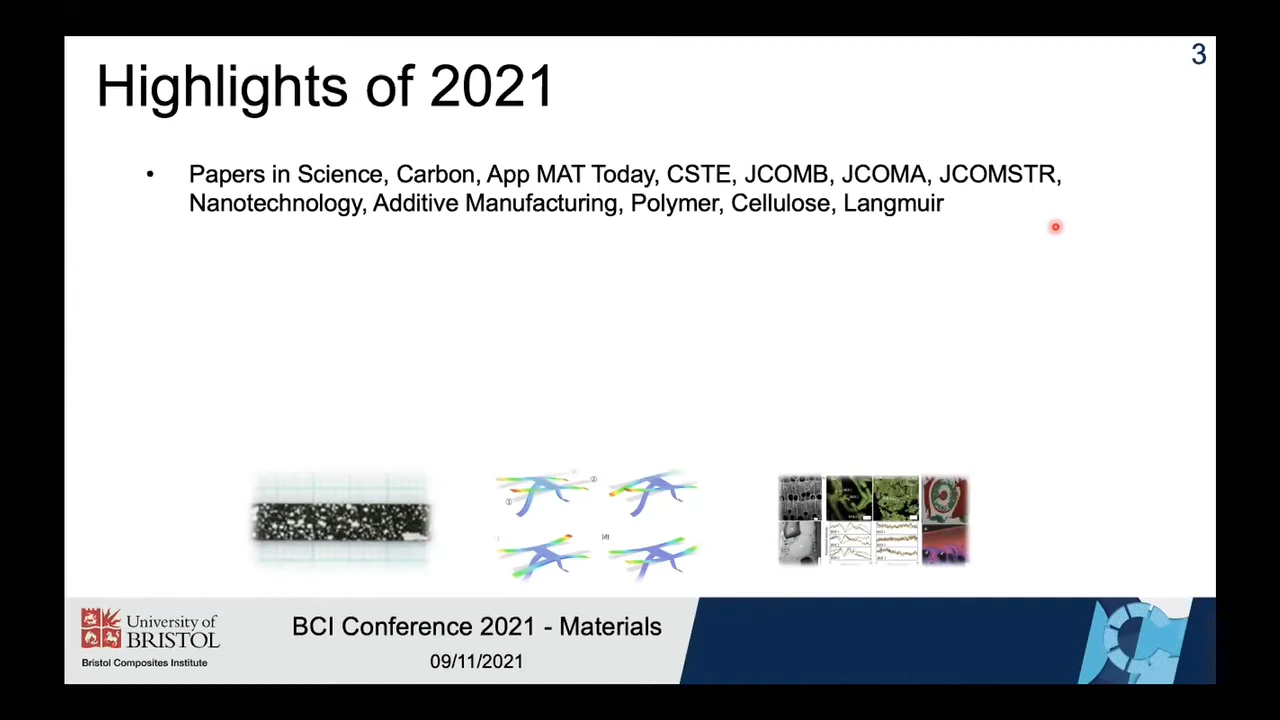 3
Highlights of 2021
• Papers in Science, Carbon, App MAT Today, CSTE, JCOMB, JCOMA, JCOMSTR,
Nanotechnology, Additive Manufacturing, Polymer, Cellulose, Langmuir
University of
BRISTOL
Bristol Composites Institute
BCI Conference 2021 - Materials
09/11/2021